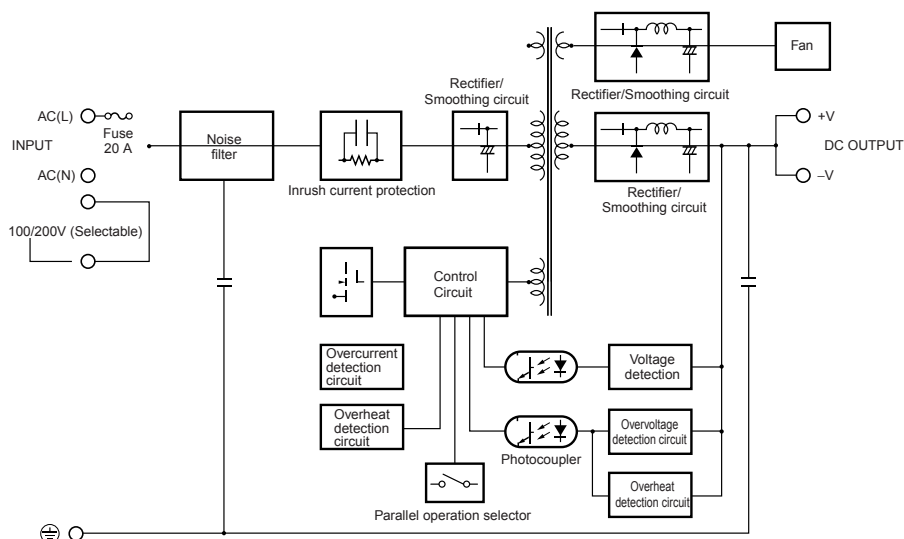 Fan
Rectifier/Smoothing circuit
Rectifier/
Smoothing circuit
AC(L)
Fuse
20 A
INPUT
AC(N)
100/200V (Selectable)
Noise
filter
Inrush current protection
+V
DC OUTPUT
–V
Rectifier/
Smoothing circuit
Control
Circuit
Overcurrent
detection
circuit
Overheat
detection
circuit
Voltage
detection
Overvoltage
detection circuit
Photocoupler
Overheat
detection circuit
Parallel operation selector